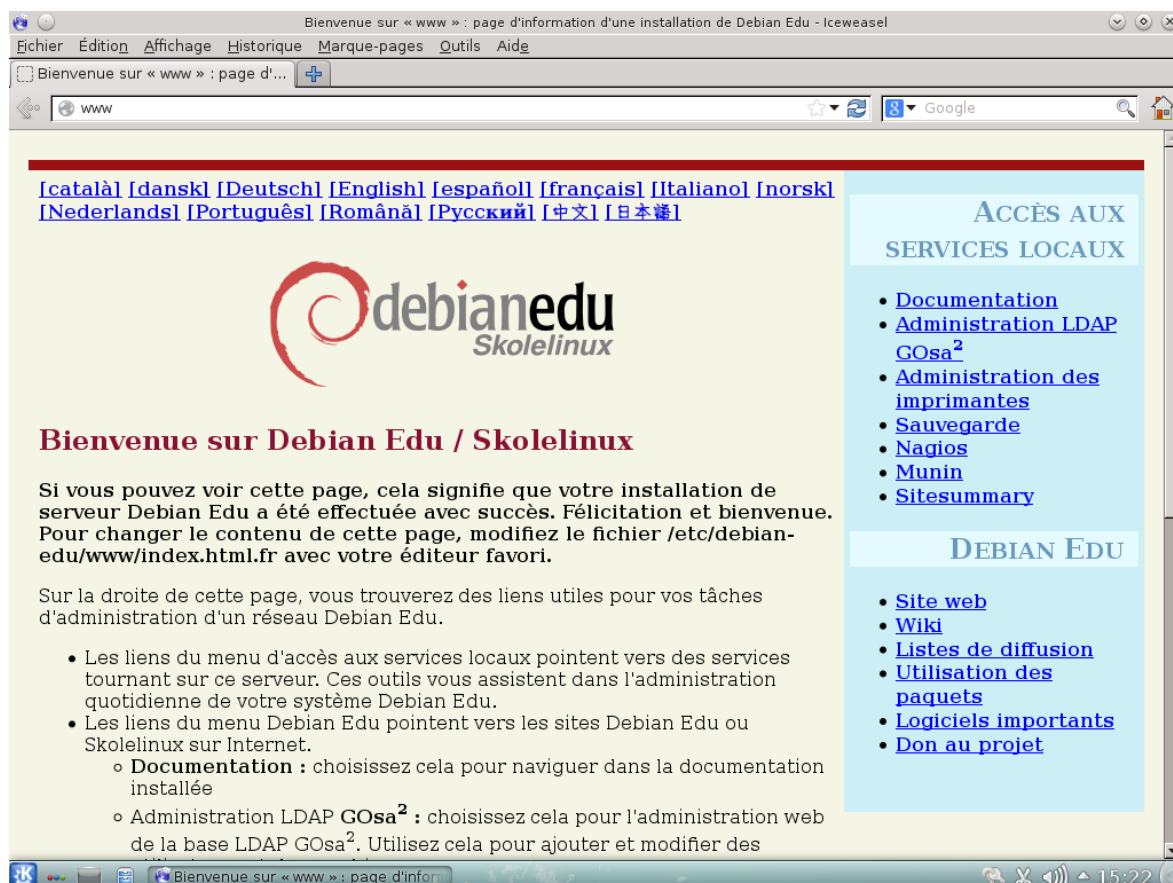 Bienvenue sur « www » : page d'information d'une installation de Debian Edu - Iceweasel
Fichier Édition Affichage Historique Marque-pages Outils Aide
Bienvenue sur « www » : page d'...
www
Google
[català] [dansk] [Deutsch] [English] [español] [français] [Italiano] [norsk]
[Nederlands] [Português] [Română] [Русский] [中文] [日本語]
debianedu
Skolelinux
Bienvenue sur Debian Edu / Skolelinux
Si vous pouvez voir cette page, cela signifie que votre installation de
serveur Debian Edu a été effectuée avec succès. Félicitation et bienvenue.
Pour changer le contenu de cette page, modifiez le fichier /etc/debian-
edu/www/index.html.fr avec votre éditeur favori.
Sur la droite de cette page, vous trouverez des liens utiles pour vos tâches
d'administration d'un réseau Debian Edu.
• Les liens du menu d'accès aux services locaux pointent vers des services
tournant sur ce serveur. Ces outils vous assistent dans l'administration
quotidienne de votre système Debian Edu.
• Les liens du menu Debian Edu pointent vers les sites Debian Edu ou
Skolelinux sur Internet.
◦ Documentation : choisissez cela pour naviguer dans la documentation
installée
◦ Administration LDAP GOsa² : choisissez cela pour l'administration web
de la base LDAP GOsa². Utilisez cela pour ajouter et modifier des
Accès aux
services locaux
• Documentation
• Administration LDAP
GOsa²
• Administration des
imprimantes
• Sauvegarde
• Nagios
• Munin
• Sitesummary
Debian Edu
• Site web
• Wiki
• Listes de diffusion
• Utilisation des
paquets
• Logiciels importants
• Don au projet
Bienvenue sur « www » : page d'inform
15:22